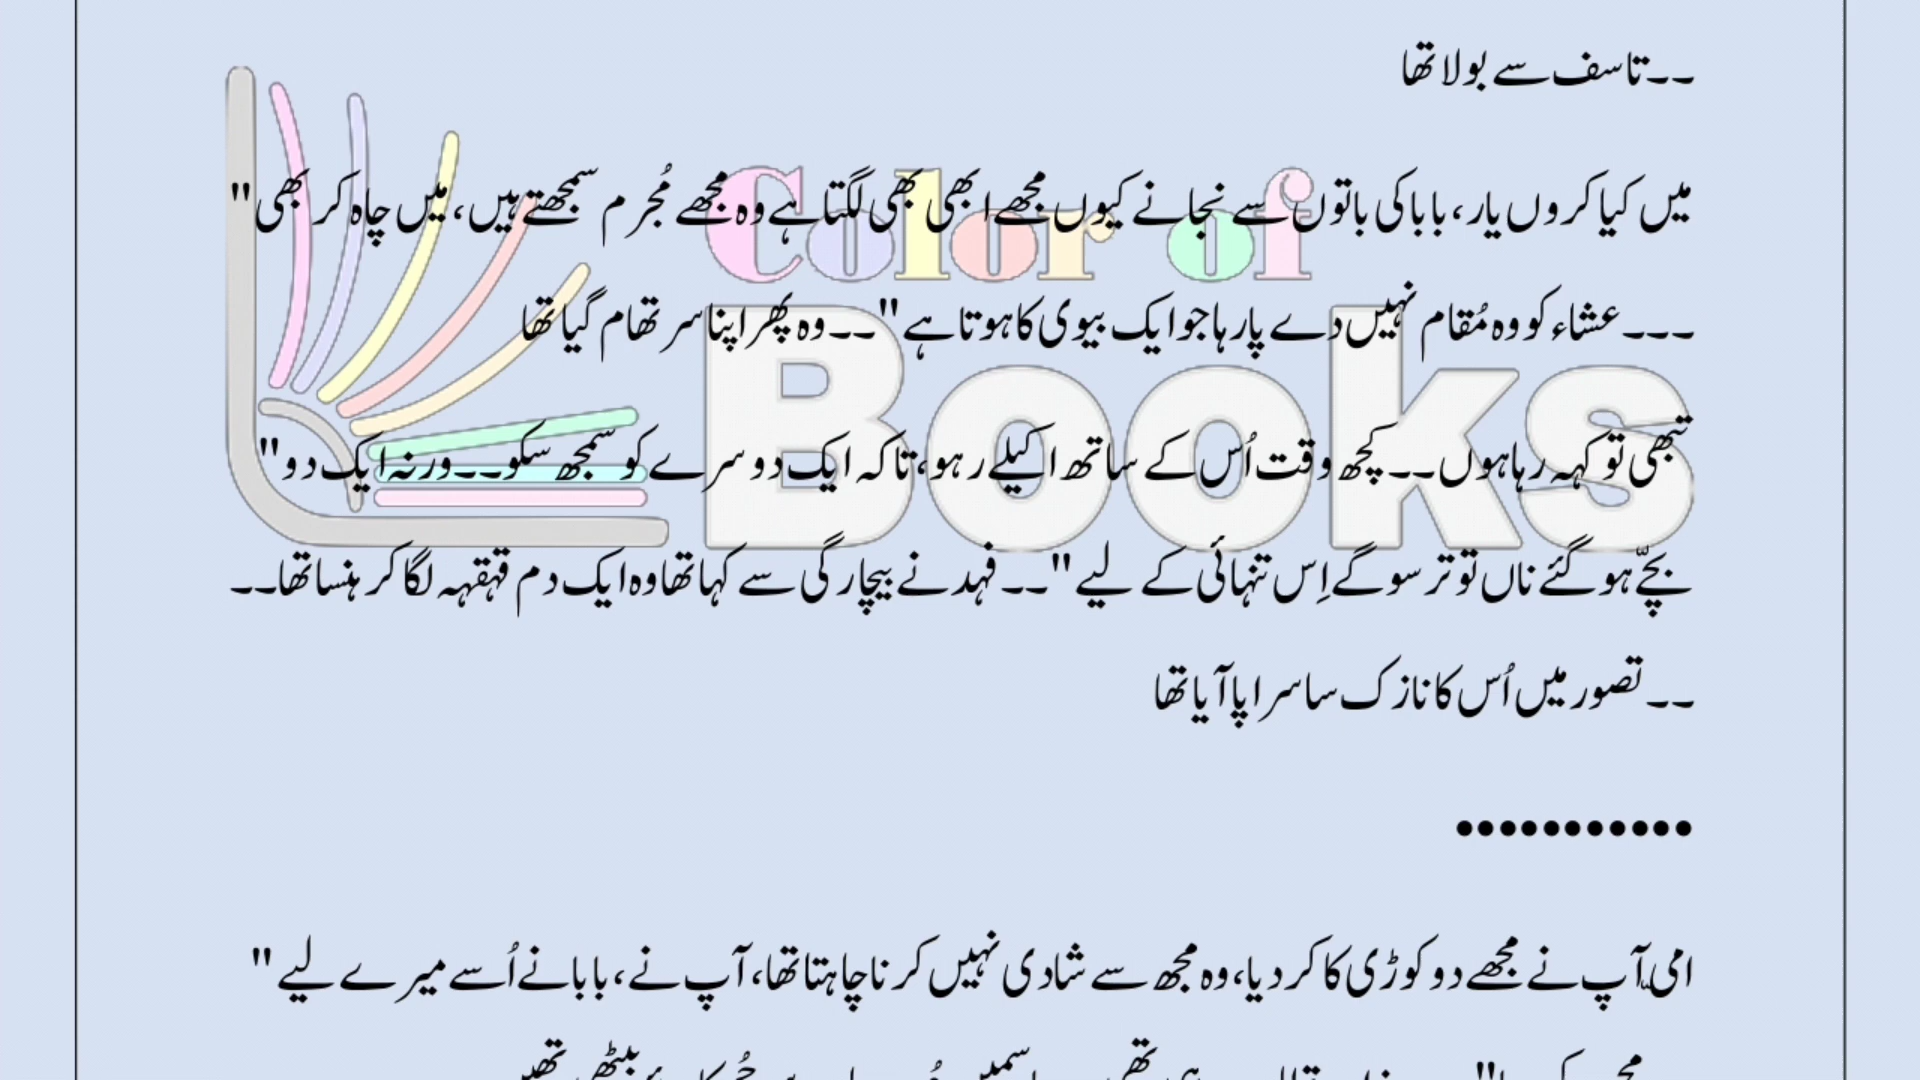 ۔۔تاسف سے بولا تھا
میں کیا کروں یار، بابا کی باتوں سے نجانے کیوں مجھے ابھی بھی لگتا ہے وہ مجھے مُجرم سمجھتے ہیں، میں چاہ کر بھی"
۔۔۔عشاء کو وہ مُقام نہیں دے پا رہا جو ایک بیوی کا ہوتا ہے"۔۔وہ پھر اپنا سر تھام گیا تھا
تبھی تو کہہ رہا ہوں۔۔کچھ وقت اُس کے ساتھ اکیلے رہو، تاکہ ایک دوسرے کو سمجھ سکو۔۔ورنہ ایک دو"
بچّے ہو گئے ناں تو ترسو گے اِس تنہائی کے لیے"۔۔فہد نے بیچارگی سے کہا تھا وہ ایک دم قہقہہ لگا کر ہنسا تھا۔۔
۔۔تصور میں اُس کا نازک سا سراپا آیا تھا
•••••••••••
امی آپ نے مجھے دو کوڑی کا کر دیا، وہ مجھ سے شادی نہیں کرنا چاہتا تھا، آپ نے، بابا نے اُسے میرے لیے"
Color of
Books